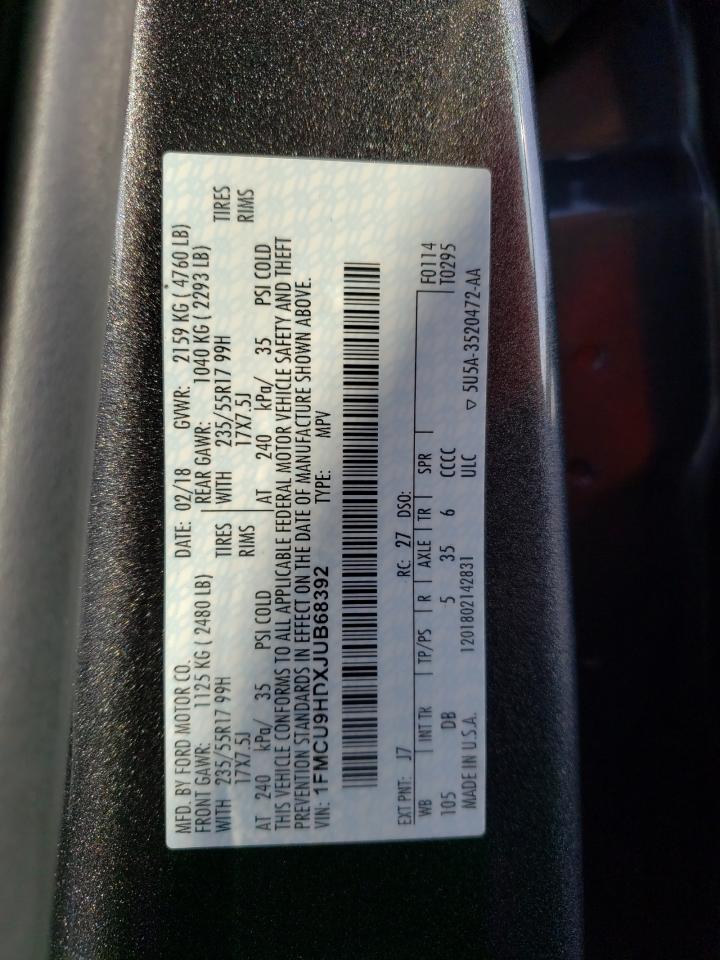 MFD. BY FORD MOTOR CO. DATE: 02/18 GVWR: 2159 KG ( 4760 LB)
FRONT GAWR: 1125 KG ( 2480 LB) REAR GAWR: 1040 KG ( 2293 LB)
WITH 235/55R17 99H TIRES WITH 235/55R17 99H TIRES
17X7.5J RIMS 17X7.5J RIMS
AT 240 kPa/ 35 PSI COLD AT 240 kPa/ 35 PSI COLD
THIS VEHICLE CONFORMS TO ALL APPLICABLE FEDERAL MOTOR VEHICLE SAFETY AND THEFT
PREVENTION STANDARDS IN EFFECT ON THE DATE OF MANUFACTURE SHOWN ABOVE.
VIN: 1FMCU9HDXJUB68392 TYPE: MPV
EXT PNT: J7 RC: 27 DSO:
WB INT TR TP/PS R AXLE TR SPR F0114
105 DB 5 35 6 CCCC T0295
MADE IN U.S.A. 1201802142831 ULC ▽ 5U5A-3520472-AA